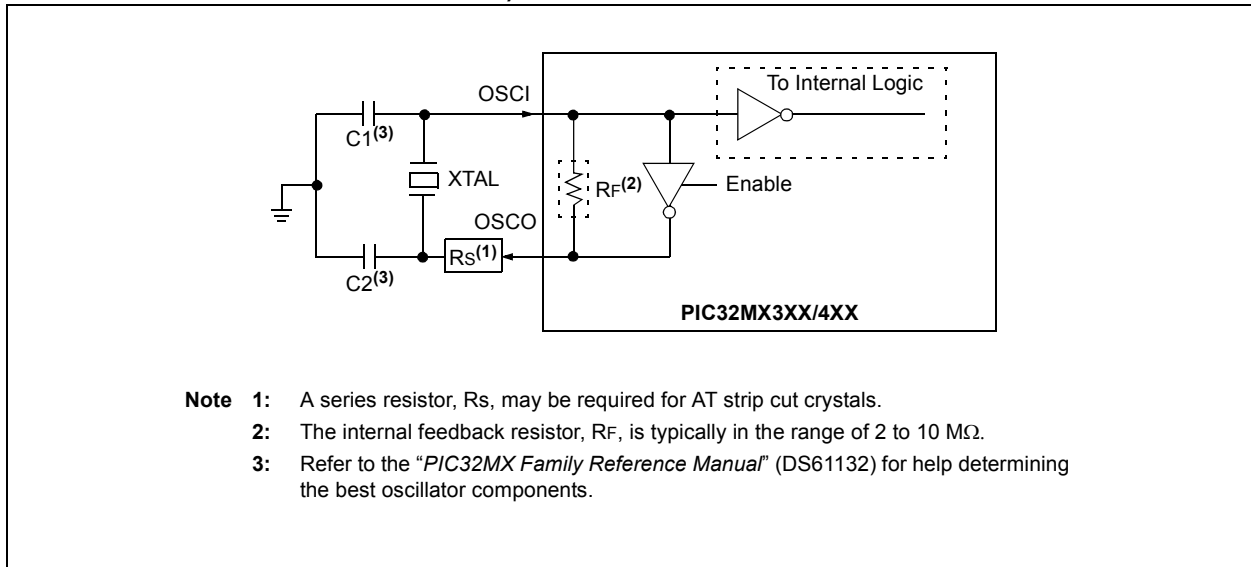 To Internal Logic
OSCI
C1(3)
XTAL
RF(2)
Enable
OSCO
RS(1)
C2(3)
PIC32MX3XX/4XX
Note 1: A series resistor, Rs, may be required for AT strip cut crystals.
2: The internal feedback resistor, RF, is typically in the range of 2 to 10 MΩ.
3: Refer to the “PIC32MX Family Reference Manual” (DS61132) for help determining
the best oscillator components.